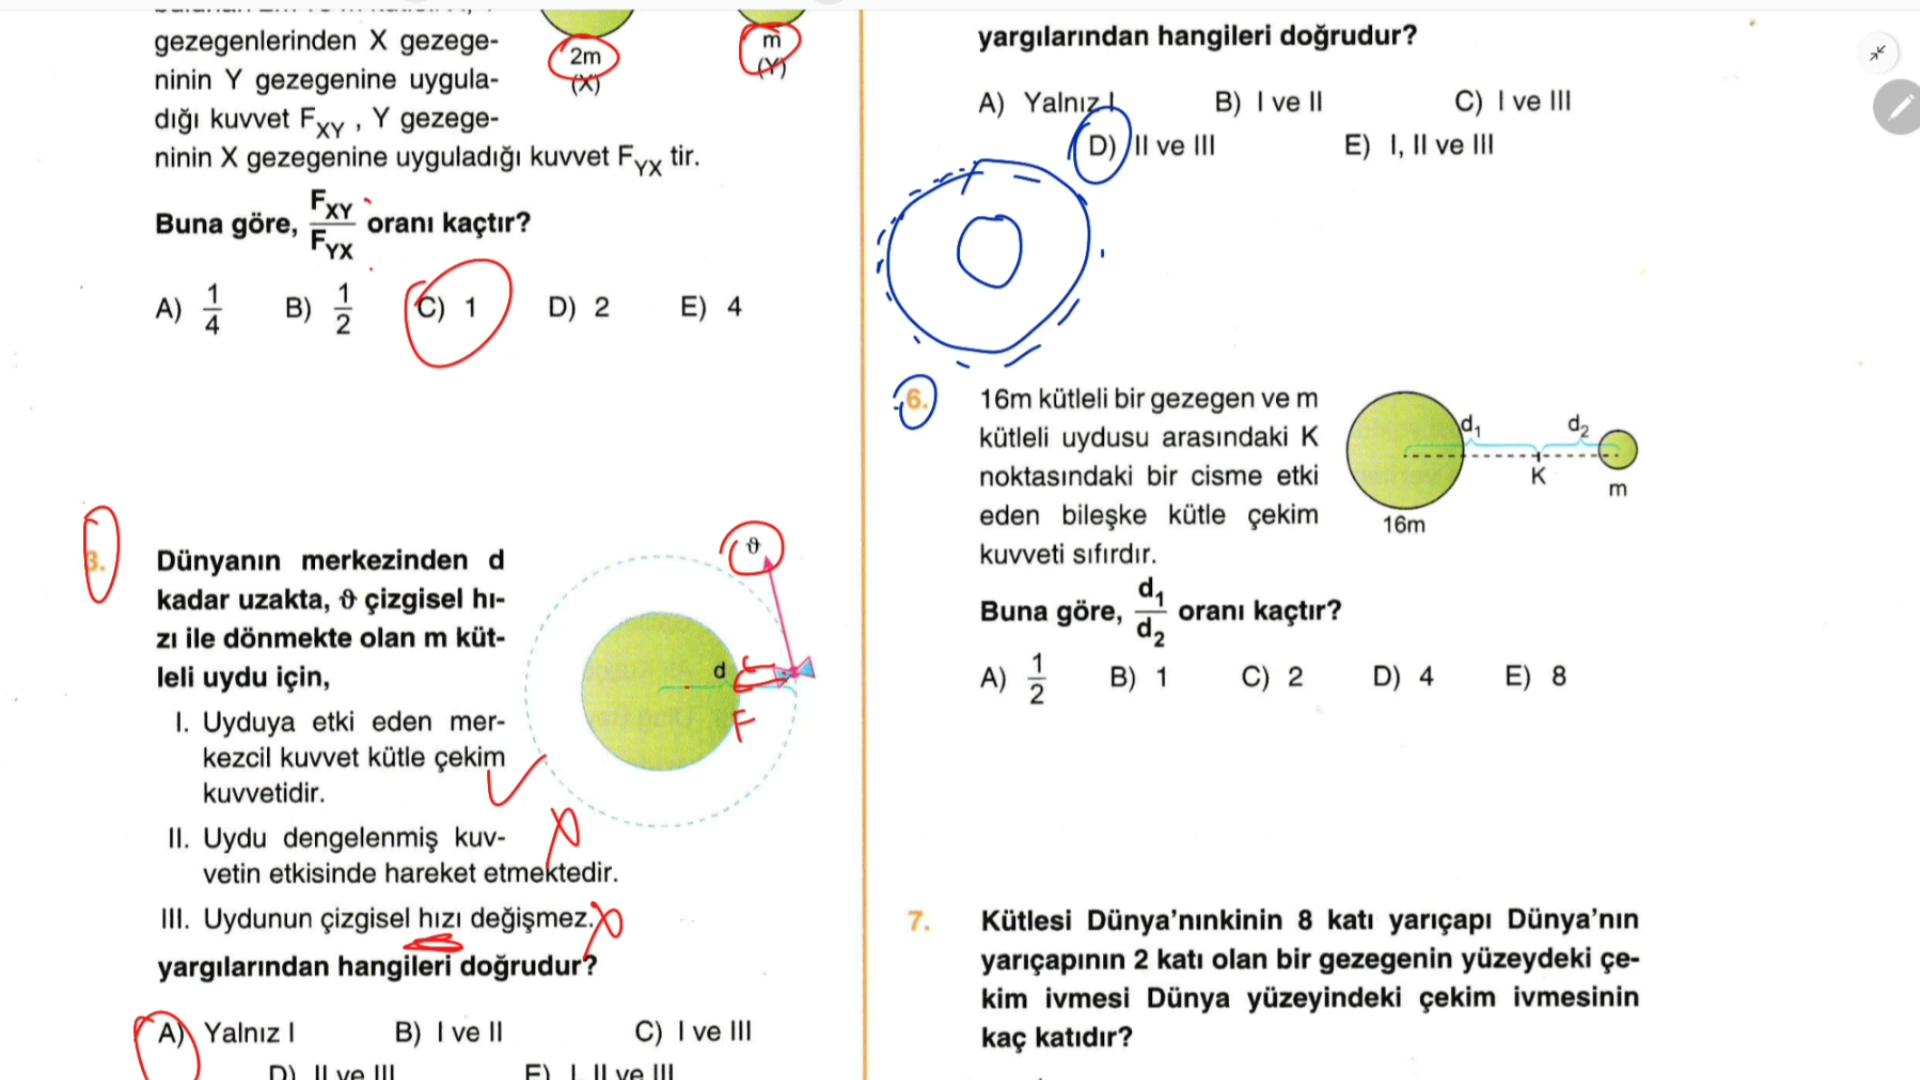 gezegenlerinden X gezege-
ninin Y gezegenine uygula-
dığı kuvvet FXY , Y gezege-
ninin X gezegenine uyguladığı kuvvet FYX tir.
2m
(X)
m
(Y)
Buna göre, FXY / FYX oranı kaçtır?
A) 1/4 B) 1/2 C) 1 D) 2 E) 4
3. Dünyanın merkezinden d
kadar uzakta, ϑ çizgisel hı-
zı ile dönmekte olan m küt-
leli uydu için,
I. Uyduya etki eden mer-
kezcil kuvvet kütle çekim
kuvvetidir.
II. Uydu dengelenmiş kuv-
vetin etkisinde hareket etmektedir.
III. Uydunun çizgisel hızı değişmez.
yargılarından hangileri doğrudur?
ϑ
d
F
A) Yalnız I B) I ve II C) I ve III
D) II ve III E) I, II ve III
yargılarından hangileri doğrudur?
A) Yalnız I B) I ve II C) I ve III
D) II ve III E) I, II ve III
6. 16m kütleli bir gezegen ve m
kütleli uydusu arasındaki K
noktasındaki bir cisme etki
eden bileşke kütle çekim
kuvveti sıfırdır.
d1 d2
K
m
16m
Buna göre, d1 / d2 oranı kaçtır?
A) 1/2 B) 1 C) 2 D) 4 E) 8
7. Kütlesi Dünya'nınkinin 8 katı yarıçapı Dünya'nın
yarıçapının 2 katı olan bir gezegenin yüzeydeki çe-
kim ivmesi Dünya yüzeyindeki çekim ivmesinin
kaç katıdır?